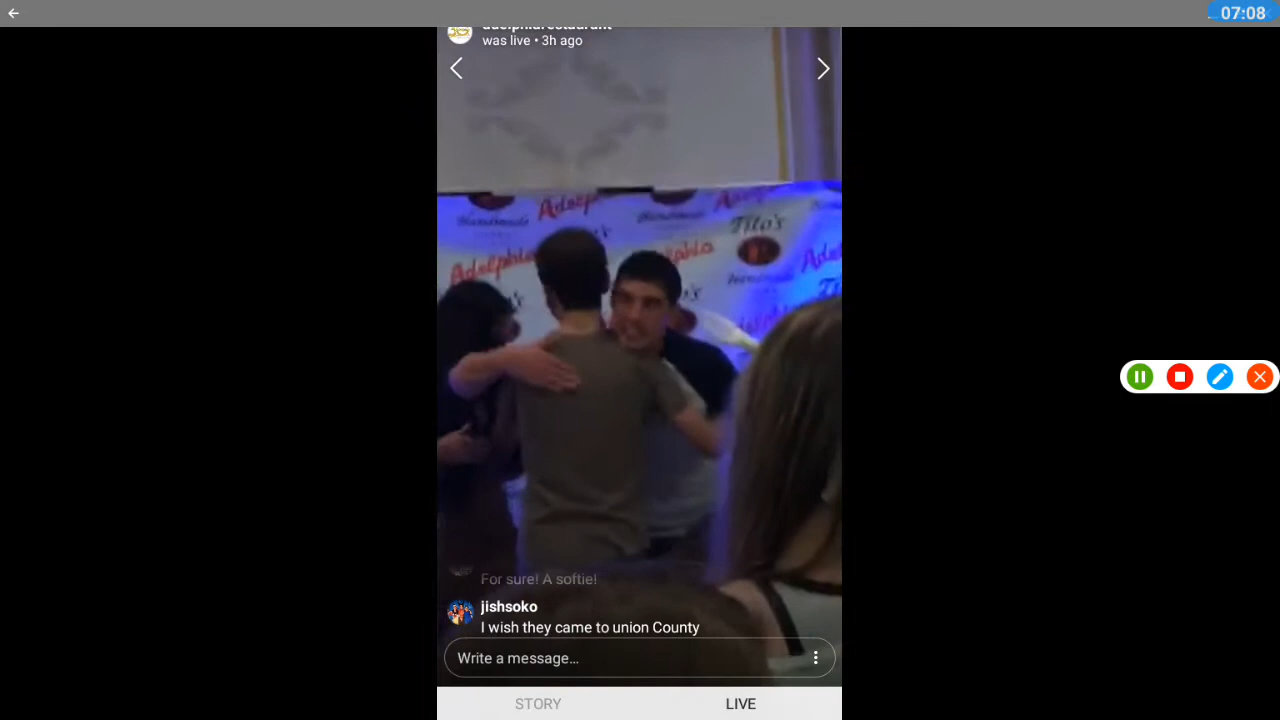 07:08
was live • 3h ago
Tito's
Adelphia
For sure! A softie!
jishsoko
I wish they came to union County
Write a message...
STORY
LIVE